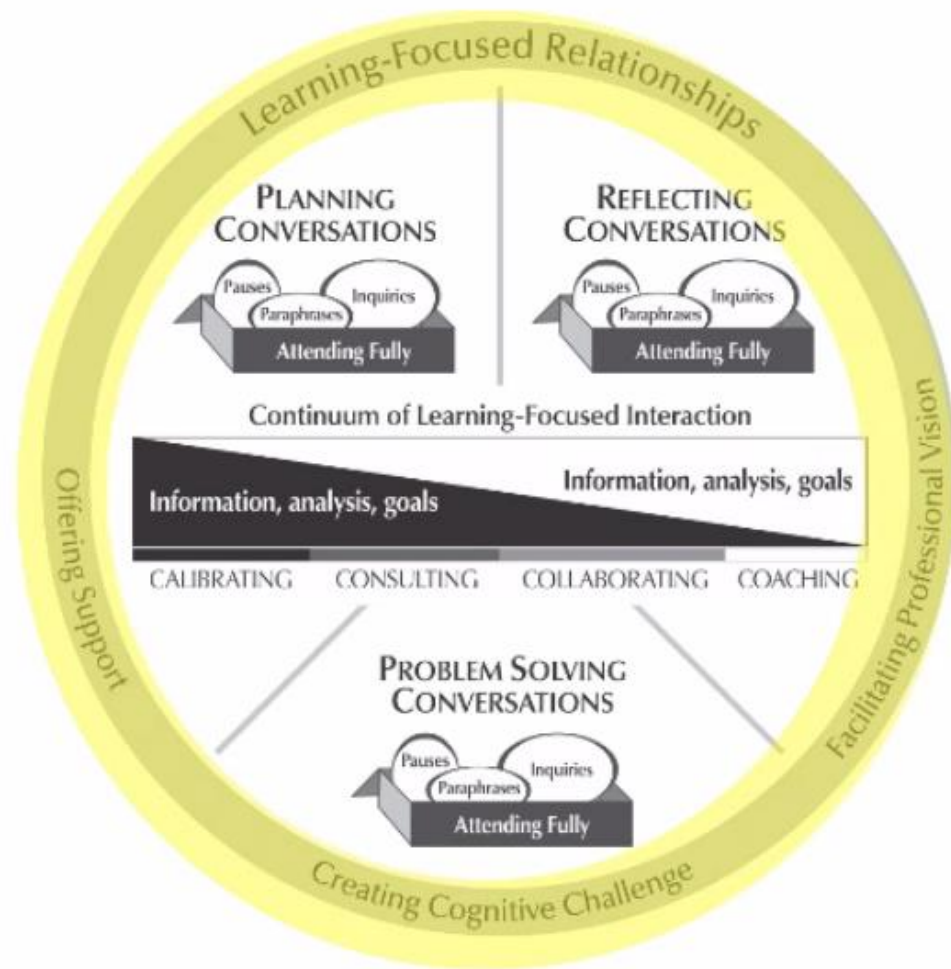 Learning-Focused Relationships
PLANNING
CONVERSATIONS
Pauses
Paraphrases
Inquiries
Attending Fully
REFLECTING
CONVERSATIONS
Pauses
Paraphrases
Inquiries
Attending Fully
Continuum of Learning-Focused Interaction
Information, analysis, goals
Information, analysis, goals
CALIBRATING
CONSULTING
COLLABORATING
COACHING
Offering Support
Facilitating Professional Vision
PROBLEM SOLVING
CONVERSATIONS
Pauses
Paraphrases
Inquiries
Attending Fully
Creating Cognitive Challenge